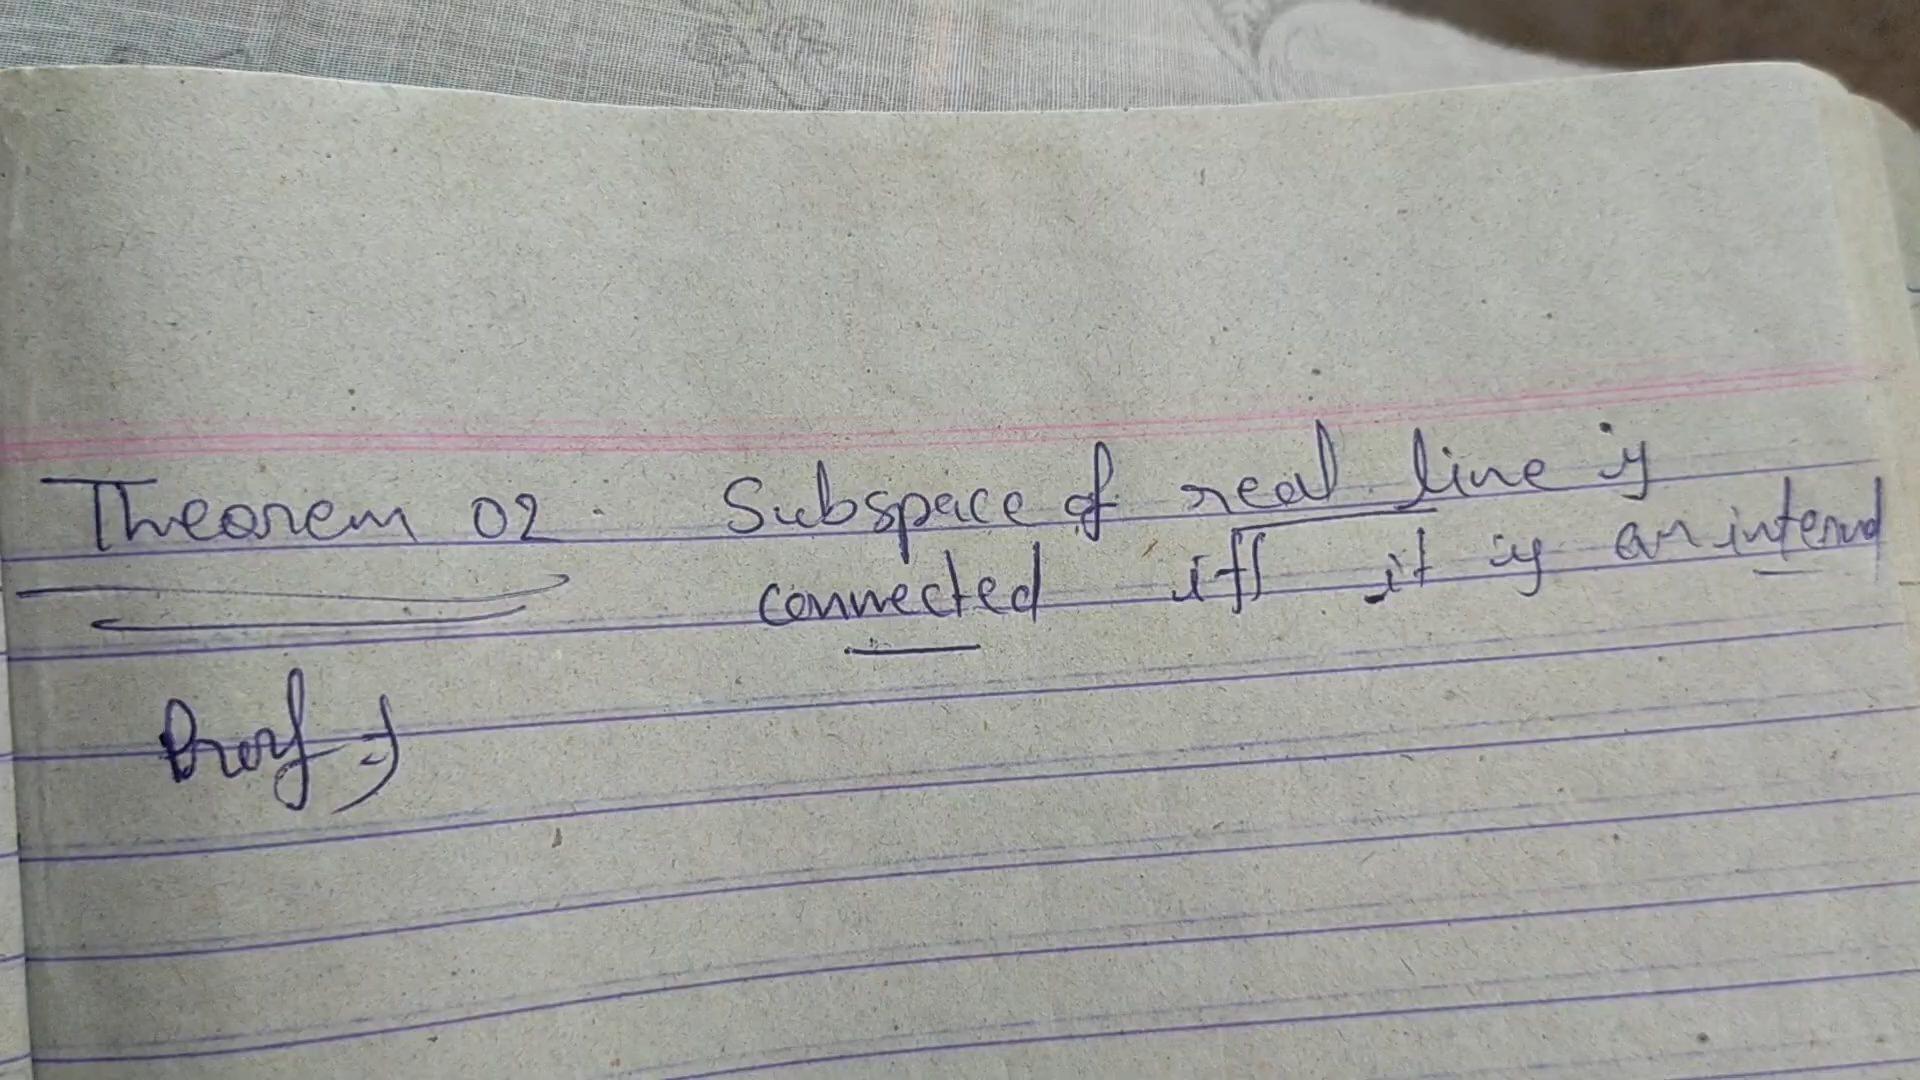 Theorem 02. Subspace of real line is
connected iff it is an interval
Proof :-